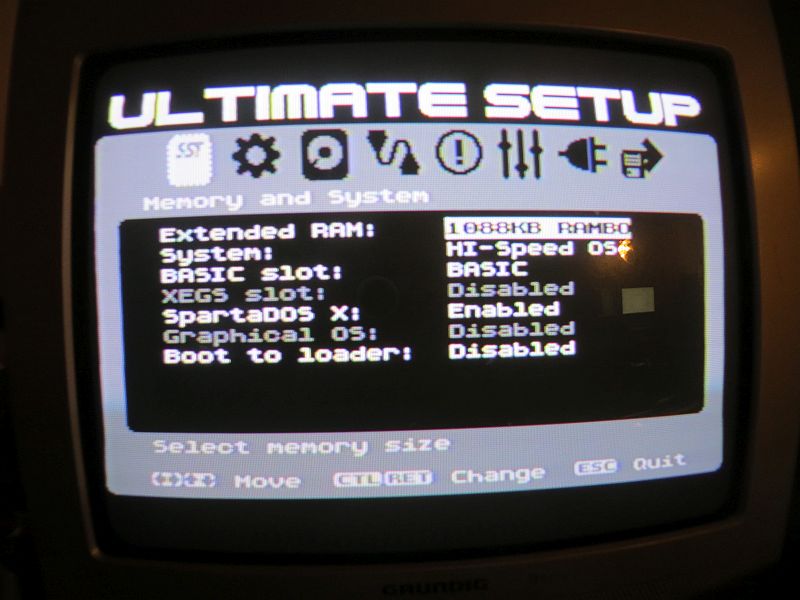 ULTIMATE SETUP
SST
Memory and System
Extended RAM: 1088KB RAMBO
System: HI-Speed OS
BASIC slot: BASIC
XEGS slot: Disabled
SpartaDOS X: Enabled
Graphical OS: Disabled
Boot to loader: Disabled
Select memory size
Move CTL RET Change ESC Quit
GRUNDIG